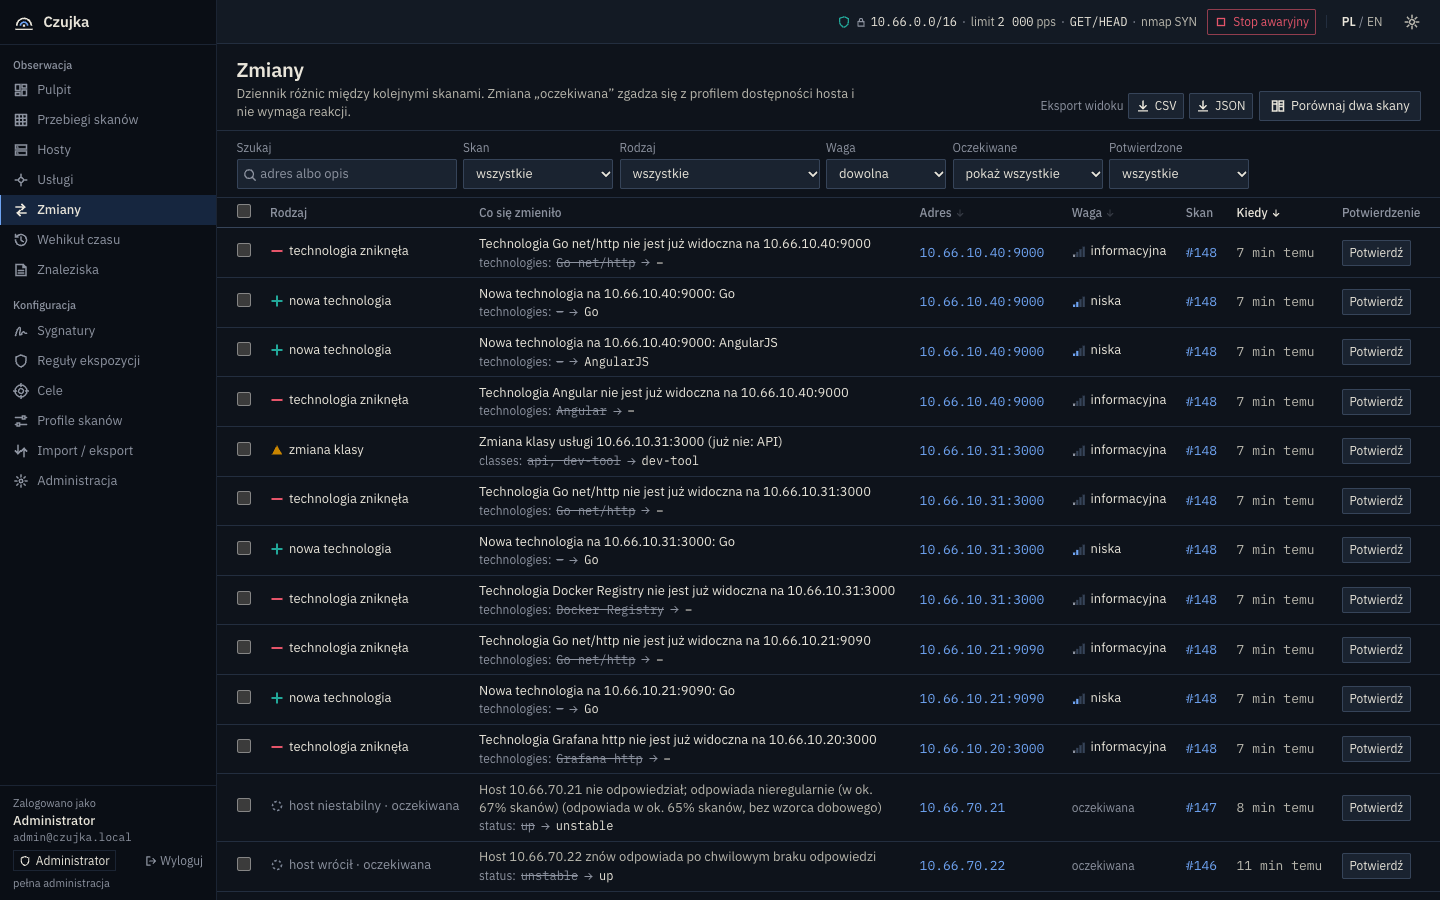 Czujka
10.66.0.0/16 · limit 2 000 pps · GET/HEAD · nmap SYN
Stop awaryjny
PL / EN
Obserwacja
Pulpit
Przebiegi skanów
Hosty
Usługi
Zmiany
Wehikuł czasu
Znaleziska
Konfiguracja
Sygnatury
Reguły ekspozycji
Cele
Profile skanów
Import / eksport
Administracja
Zalogowano jako
Administrator
admin@czujka.local
Administrator
Wyloguj
pełna administracja
Zmiany
Dziennik różnic między kolejnymi skanami. Zmiana „oczekiwana” zgadza się z profilem dostępności hosta i
nie wymaga reakcji.
Eksport widoku
CSV
JSON
Porównaj dwa skany
Szukaj Skan Rodzaj Waga Oczekiwane Potwierdzone
adres albo opis wszystkie wszystkie dowolna pokaż wszystkie wszystkie
Rodzaj Co się zmieniło Adres ↓ Waga ↓ Skan Kiedy ↓ Potwierdzenie
technologia zniknęła Technologia Go net/http nie jest już widoczna na 10.66.10.40:9000 10.66.10.40:9000 informacyjna #148 7 min temu Potwierdź
technologies: Go net/http → —
nowa technologia Nowa technologia na 10.66.10.40:9000: Go 10.66.10.40:9000 niska #148 7 min temu Potwierdź
technologies: — → Go
nowa technologia Nowa technologia na 10.66.10.40:9000: AngularJS 10.66.10.40:9000 niska #148 7 min temu Potwierdź
technologies: — → AngularJS
technologia zniknęła Technologia Angular nie jest już widoczna na 10.66.10.40:9000 10.66.10.40:9000 informacyjna #148 7 min temu Potwierdź
technologies: Angular → —
zmiana klasy Zmiana klasy usługi 10.66.10.31:3000 (już nie: API) 10.66.10.31:3000 informacyjna #148 7 min temu Potwierdź
classes: api, dev-tool → dev-tool
technologia zniknęła Technologia Go net/http nie jest już widoczna na 10.66.10.31:3000 10.66.10.31:3000 informacyjna #148 7 min temu Potwierdź
technologies: Go net/http → —
nowa technologia Nowa technologia na 10.66.10.31:3000: Go 10.66.10.31:3000 niska #148 7 min temu Potwierdź
technologies: — → Go
technologia zniknęła Technologia Docker Registry nie jest już widoczna na 10.66.10.31:3000 10.66.10.31:3000 informacyjna #148 7 min temu Potwierdź
technologies: Docker Registry → —
technologia zniknęła Technologia Go net/http nie jest już widoczna na 10.66.10.21:9090 10.66.10.21:9090 informacyjna #148 7 min temu Potwierdź
technologies: Go net/http → —
nowa technologia Nowa technologia na 10.66.10.21:9090: Go 10.66.10.21:9090 niska #148 7 min temu Potwierdź
technologies: — → Go
technologia zniknęła Technologia Grafana http nie jest już widoczna na 10.66.10.20:3000 10.66.10.20:3000 informacyjna #148 7 min temu Potwierdź
technologies: Grafana http → —
host niestabilny · oczekiwana Host 10.66.70.21 nie odpowiedział; odpowiada nieregularnie (w ok. 10.66.70.21 oczekiwana #147 8 min temu Potwierdź
67% skanów) (odpowiada w ok. 65% skanów, bez wzorca dobowego)
status: up → unstable
host wrócił · oczekiwana Host 10.66.70.22 znów odpowiada po chwilowym braku odpowiedzi 10.66.70.22 oczekiwana #146 11 min temu Potwierdź
status: unstable → up